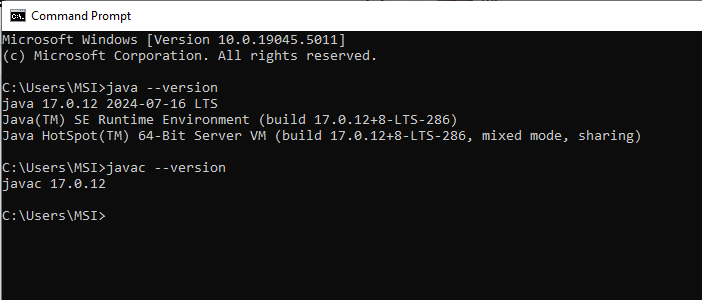 Command Prompt
Microsoft Windows [Version 10.0.19045.5011]
(c) Microsoft Corporation. All rights reserved.
C:\Users\MSI>java --version
java 17.0.12 2024-07-16 LTS
Java(TM) SE Runtime Environment (build 17.0.12+8-LTS-286)
Java HotSpot(TM) 64-Bit Server VM (build 17.0.12+8-LTS-286, mixed mode, sharing)
C:\Users\MSI>javac --version
javac 17.0.12
C:\Users\MSI>